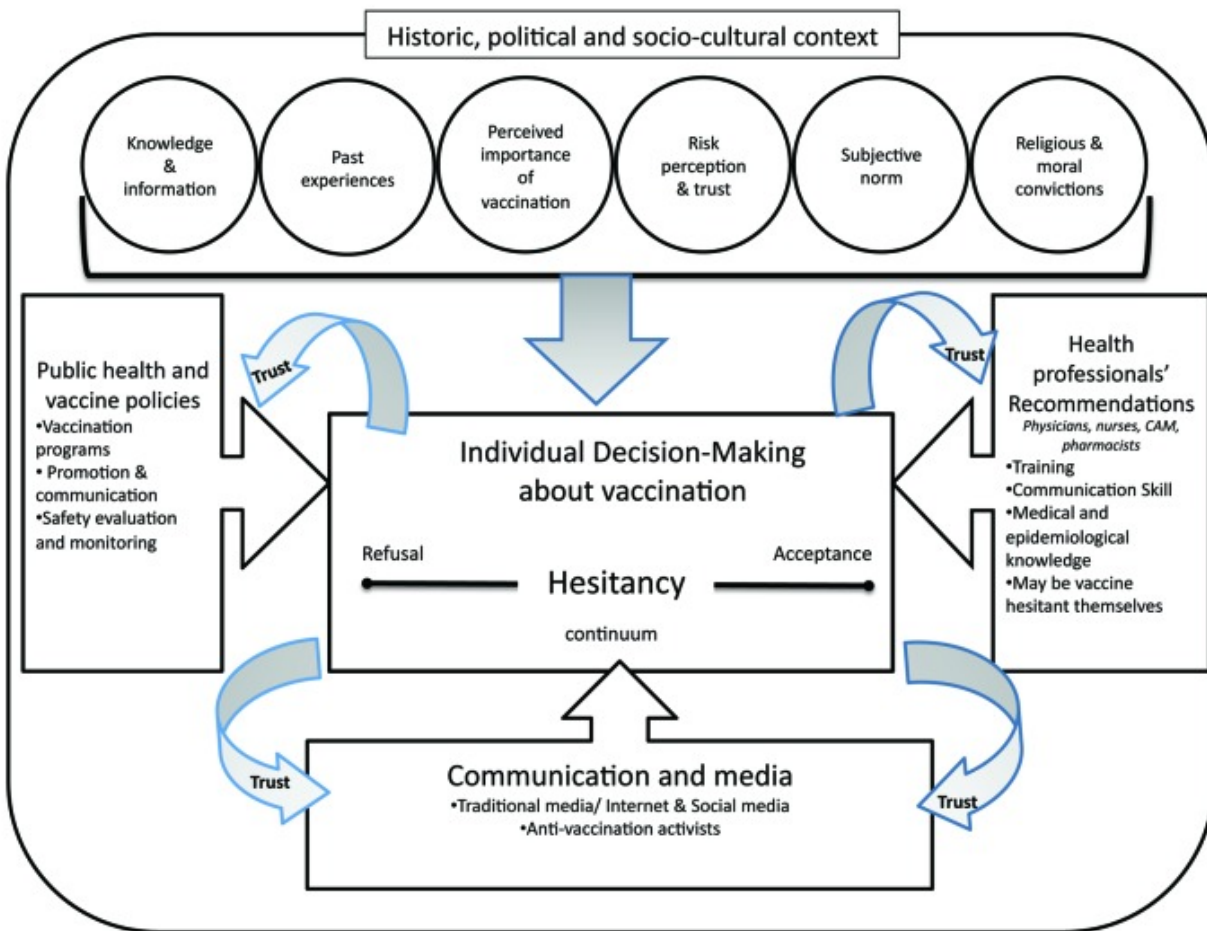 Historic, political and socio-cultural context
Knowledge
&
information
Past
experiences
Perceived
importance
of
vaccination
Risk
perception
& trust
Subjective
norm
Religious &
moral
convictions
Trust
Trust
Public health and
vaccine policies
•Vaccination
programs
• Promotion &
communication
•Safety evaluation
and monitoring
Individual Decision-Making
about vaccination
Refusal
Acceptance
Hesitancy
continuum
Health
professionals’
Recommendations
Physicians, nurses, CAM,
pharmacists
•Training
•Communication Skill
•Medical and
epidemiological
knowledge
•May be vaccine
hesitant themselves
Trust
Trust
Communication and media
•Traditional media/ Internet & Social media
•Anti-vaccination activists